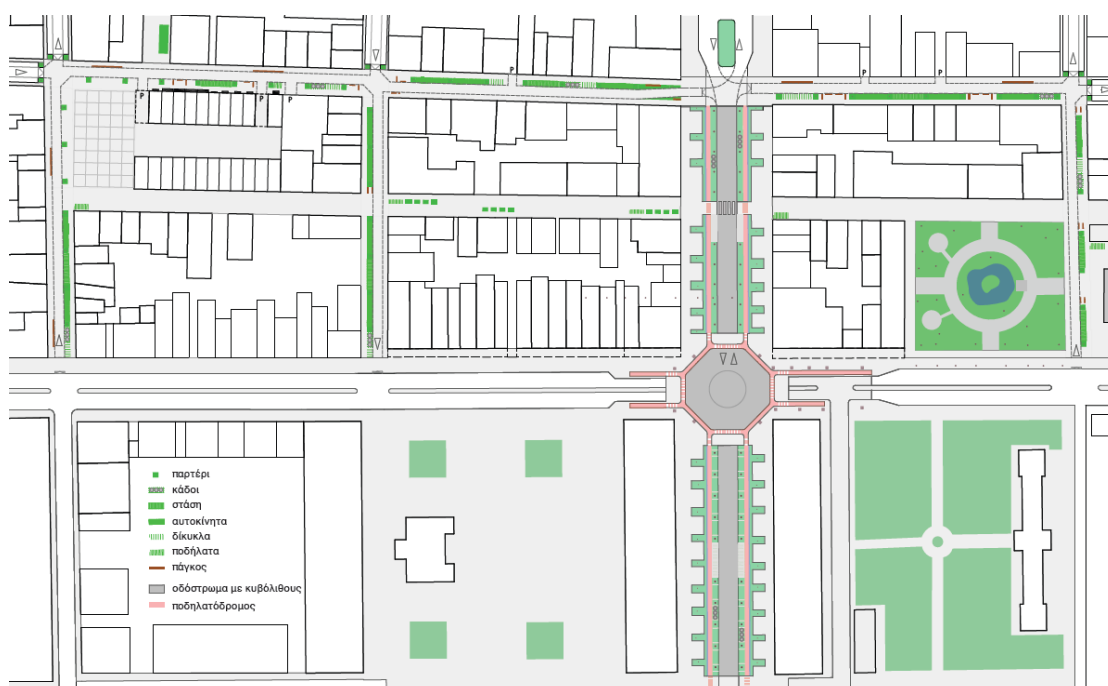 P
P
P
P
P
P
παρτέρι
κάδοι
στάση
αυτοκίνητα
δίκυκλα
ποδήλατα
πάγκος
οδόστρωμα με κυβόλιθους
ποδηλατόδρομος